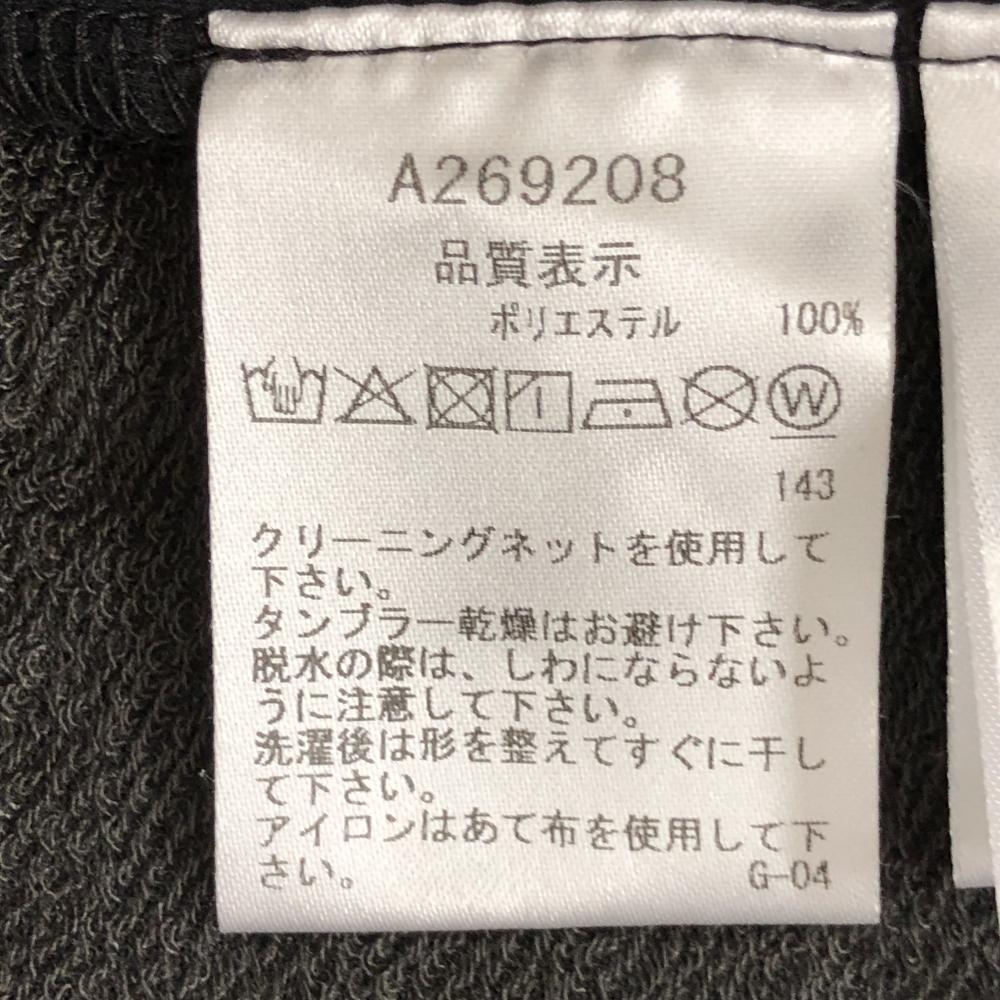 A269208
品質表示
ポリエステル 100%
W
143
クリーニングネットを使用して
下さい。
タンブラー乾燥はお避け下さい。
脱水の際は、しわにならないよ
うに注意して下さい。
洗濯後は形を整えてすぐに干し
て下さい。
アイロンはあて布を使用して下
さい。 G-04